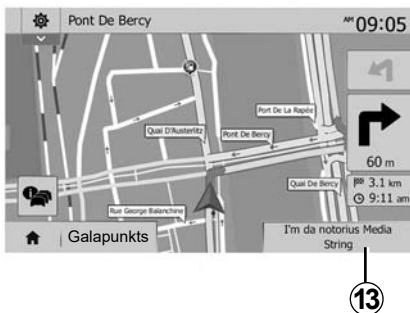 Pont De Bercy
AM 09:05
Port De La Rapée
Quai D'Austerlitz
Pont De Bercy
60 m
Quai De Bercy
3.1 km
9:11 am
Rue George Balanchine
Galapunkts
I'm da notorius Media
String
13